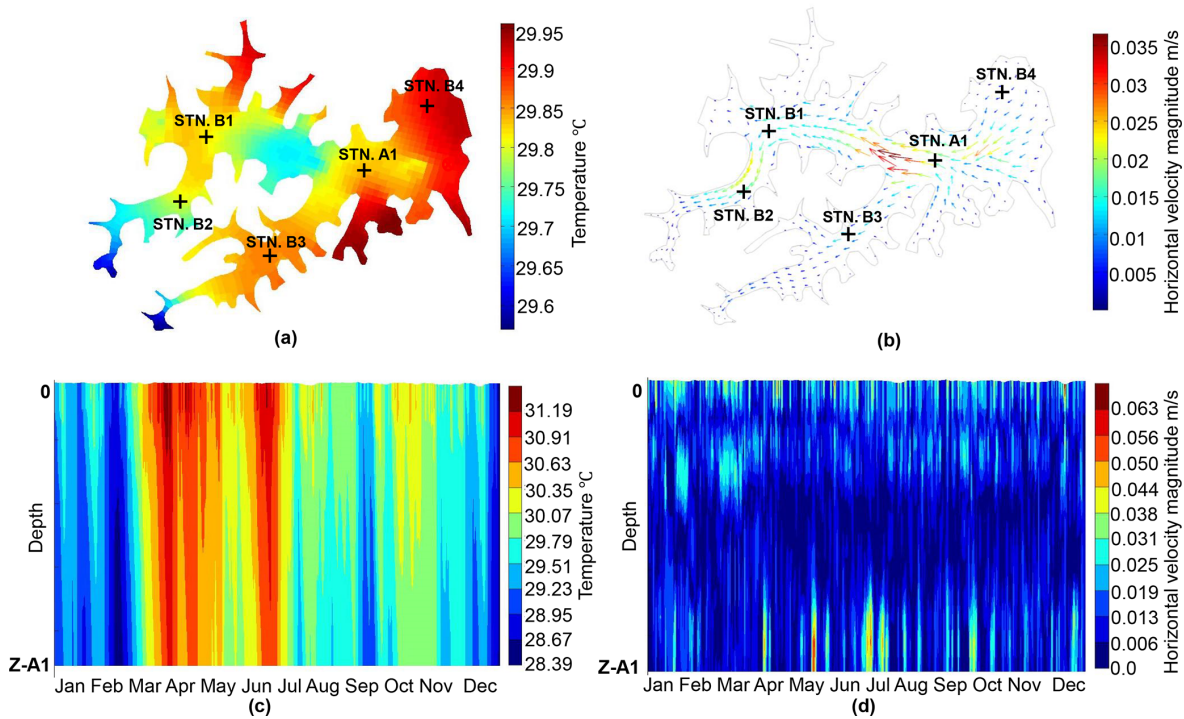 STN. B4
STN. B1
STN. A1
STN. B2
STN. B3
29.95
29.9
29.85
29.8
29.75
29.7
29.65
29.6
Temperature °C
(a)
STN. B4
STN. B1
STN. A1
STN. B2
STN. B3
0.035
0.03
0.025
0.02
0.015
0.01
0.005
Horizontal velocity magnitude m/s
(b)
0
Depth
Z-A1
Jan Feb Mar Apr May Jun Jul Aug Sep Oct Nov Dec
31.19
30.91
30.63
30.35
30.07
29.79
29.51
29.23
28.95
28.67
28.39
Temperature °C
(c)
0
Depth
Z-A1
Jan Feb Mar Apr May Jun Jul Aug Sep Oct Nov Dec
0.063
0.056
0.050
0.044
0.038
0.031
0.025
0.019
0.013
0.006
0.0
Horizontal velocity magnitude m/s
(d)